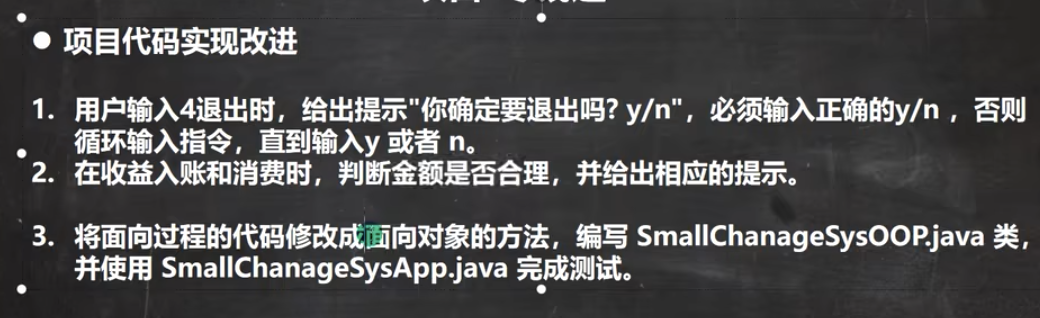 ● 项目代码实现改进
1. 用户输入4退出时，给出提示"你确定要退出吗? y/n"，必须输入正确的y/n ，否则
循环输入指令，直到输入y 或者 n。
2. 在收益入账和消费时，判断金额是否合理，并给出相应的提示。
3. 将面向过程的代码修改成面向对象的方法，编写 SmallChanageSysOOP.java 类，
并使用 SmallChanageSysApp.java 完成测试。